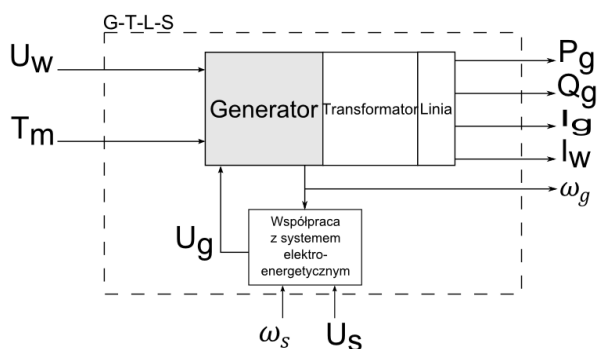 G-T-L-S
Uw
Tm
Generator
Transformator
Linia
Pg
Qg
Ig
Iw
ωg
Ug
Współpraca
z systemem
elektro-
energetycznym
ωs
Us